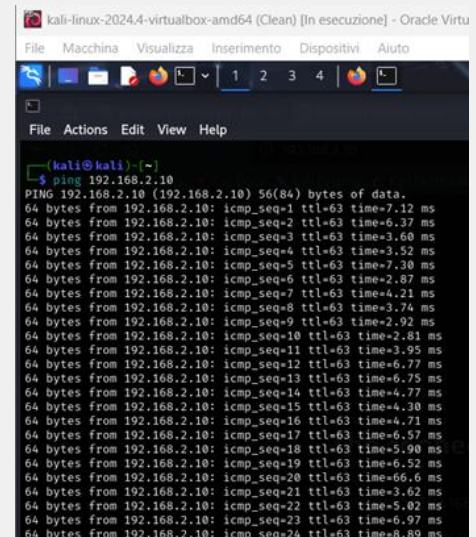 kali-linux-2024.4-virtualbox-amd64 (Clean) [In esecuzione] - Oracle Virtu
File Macchina Visualizza Inserimento Dispositivi Aiuto
1 2 3 4
File Actions Edit View Help
(kali㉿kali)-[~]
$ ping 192.168.2.10
PING 192.168.2.10 (192.168.2.10) 56(84) bytes of data.
64 bytes from 192.168.2.10: icmp_seq=1 ttl=63 time=7.12 ms
64 bytes from 192.168.2.10: icmp_seq=2 ttl=63 time=6.37 ms
64 bytes from 192.168.2.10: icmp_seq=3 ttl=63 time=3.60 ms
64 bytes from 192.168.2.10: icmp_seq=4 ttl=63 time=3.52 ms
64 bytes from 192.168.2.10: icmp_seq=5 ttl=63 time=7.30 ms
64 bytes from 192.168.2.10: icmp_seq=6 ttl=63 time=2.87 ms
64 bytes from 192.168.2.10: icmp_seq=7 ttl=63 time=4.21 ms
64 bytes from 192.168.2.10: icmp_seq=8 ttl=63 time=3.74 ms
64 bytes from 192.168.2.10: icmp_seq=9 ttl=63 time=2.92 ms
64 bytes from 192.168.2.10: icmp_seq=10 ttl=63 time=2.81 ms
64 bytes from 192.168.2.10: icmp_seq=11 ttl=63 time=3.95 ms
64 bytes from 192.168.2.10: icmp_seq=12 ttl=63 time=6.77 ms
64 bytes from 192.168.2.10: icmp_seq=13 ttl=63 time=6.75 ms
64 bytes from 192.168.2.10: icmp_seq=14 ttl=63 time=4.77 ms
64 bytes from 192.168.2.10: icmp_seq=15 ttl=63 time=4.30 ms
64 bytes from 192.168.2.10: icmp_seq=16 ttl=63 time=4.71 ms
64 bytes from 192.168.2.10: icmp_seq=17 ttl=63 time=6.57 ms
64 bytes from 192.168.2.10: icmp_seq=18 ttl=63 time=5.90 ms
64 bytes from 192.168.2.10: icmp_seq=19 ttl=63 time=6.52 ms
64 bytes from 192.168.2.10: icmp_seq=20 ttl=63 time=66.6 ms
64 bytes from 192.168.2.10: icmp_seq=21 ttl=63 time=3.62 ms
64 bytes from 192.168.2.10: icmp_seq=22 ttl=63 time=5.02 ms
64 bytes from 192.168.2.10: icmp_seq=23 ttl=63 time=6.97 ms
64 bytes from 192.168.2.10: icmp_seq=24 ttl=63 time=8.89 ms